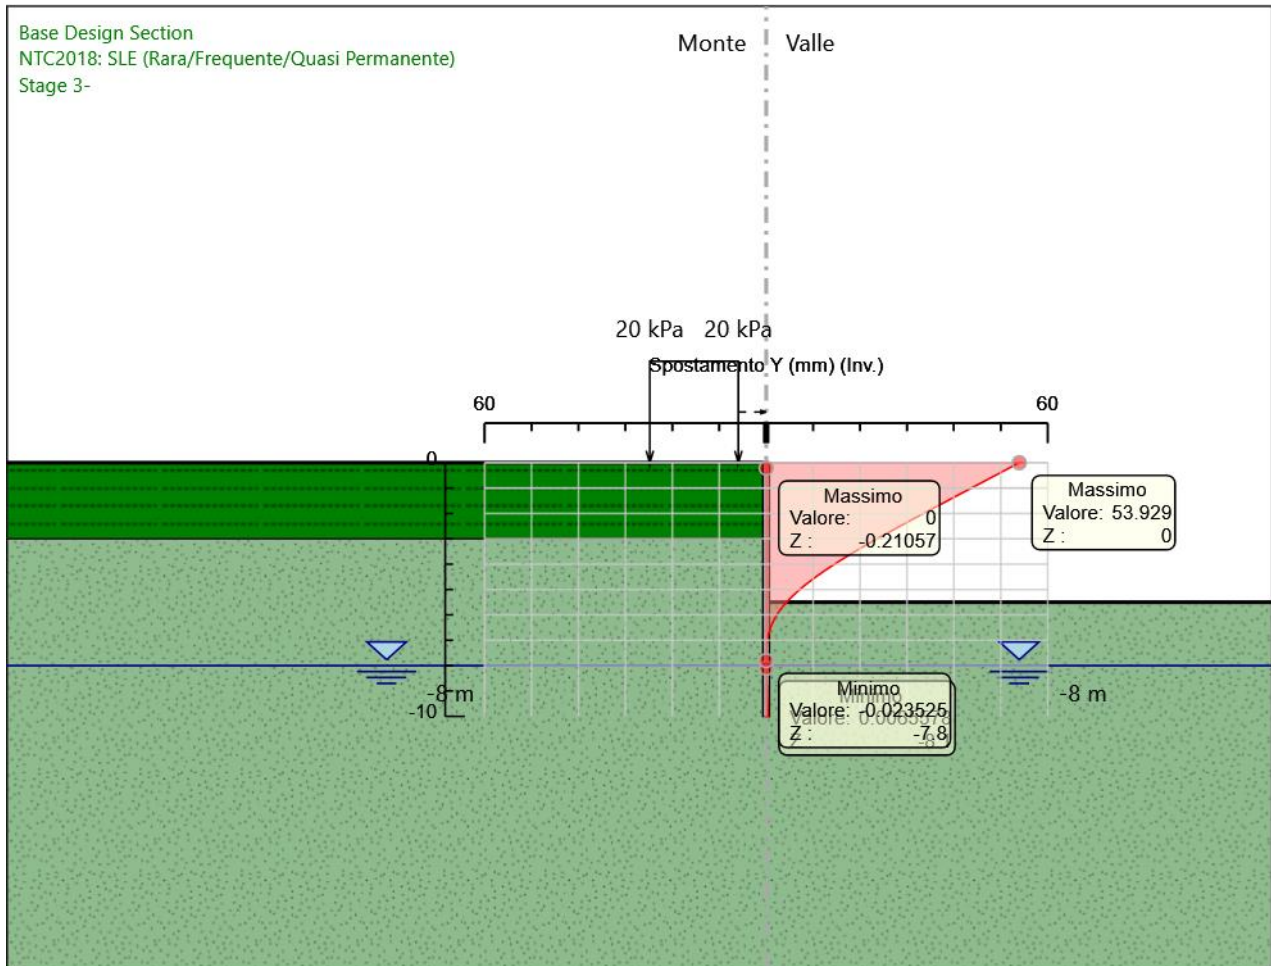 Base Design Section
NTC2018: SLE (Rara/Frequente/Quasi Permanente)
Stage 3-
Monte Valle
20 kPa 20 kPa
Spostamento Y (mm) (Inv.)
60 60
0
Massimo
Valore: 0
Z : -0.21057
Massimo
Valore: 53.929
Z : 0
-8 m
-10
-8 m
Minimo
Valore: -0.023525
Z : -7.8
Minimo
Valore: